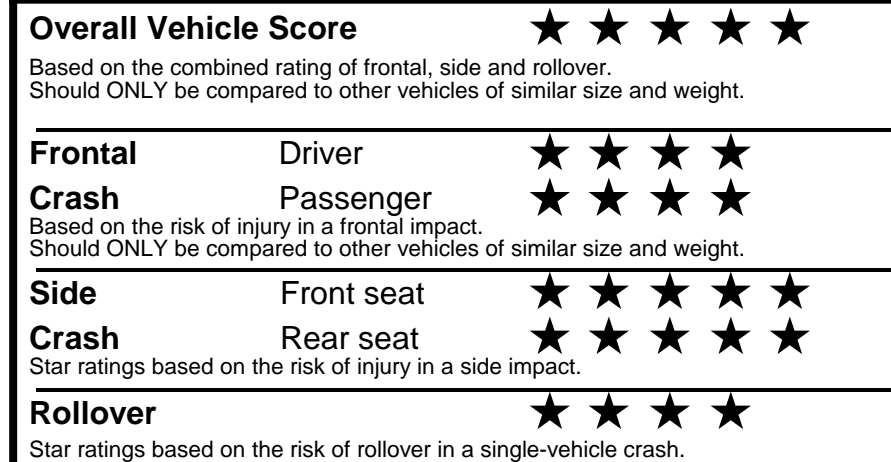 Overall Vehicle Score ★ ★ ★ ★ ★
Based on the combined rating of frontal, side and rollover.
Should ONLY be compared to other vehicles of similar size and weight.
Frontal Driver ★ ★ ★ ★
Crash Passenger ★ ★ ★ ★
Based on the risk of injury in a frontal impact.
Should ONLY be compared to other vehicles of similar size and weight.
Side Front seat ★ ★ ★ ★ ★
Crash Rear seat ★ ★ ★ ★ ★
Star ratings based on the risk of injury in a side impact.
Rollover ★ ★ ★ ★
Star ratings based on the risk of rollover in a single-vehicle crash.